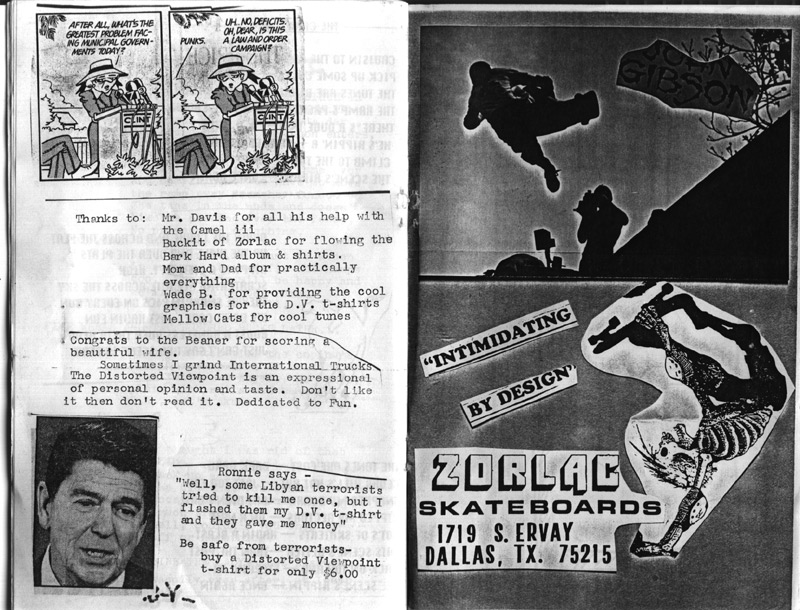 AFTER ALL, WHAT'S THE
GREATEST PROBLEM FAC-
ING MUNICIPAL GOVERN-
MENTS TODAY?
CLINT
PUNKS.
UH.. NO, DEFICITS.
OH, DEAR, IS THIS
A LAW AND ORDER
CAMPAIGN?
CLINT
Thanks to: Mr. Davis for all his help with
the Camel iii
Buckit of Zorlac for flowing the
Bark Hard album & shirts.
Mom and Dad for practically
everything
Wade B. for providing the cool
graphics for the D.V. t-shirts
Mellow Cats for cool tunes
Congrats to the Beaner for scoring a
beautiful wife.
Sometimes I grind International Trucks
The Distorted Viewpoint is an expressional
of personal opinion and taste. Don't like
it then don't read it. Dedicated to Fun.
Ronnie says -
"Well, some Libyan terrorists
tried to kill me once, but I
flashed them my D.V. t-shirt
and they gave me money"
Be safe from terrorists-
buy a Distorted Viewpoint
t-shirt for only $6.00
JOHN
GIBSON
"INTIMIDATING
BY DESIGN"
ZORLAC
SKATEBOARDS
1719 S. ERVAY
DALLAS, TX. 75215